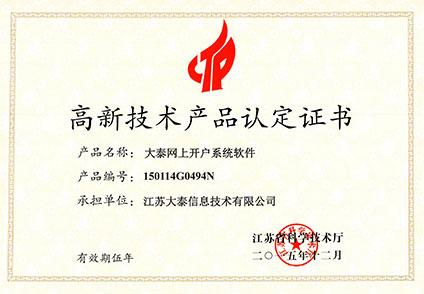 高新技术产品认定证书
产品名称：大泰网上开户系统软件
产品编号：150114G0494N
承担单位：江苏大泰信息技术有限公司
江苏省科学技术厅
有效期伍年
二〇一五年十二月